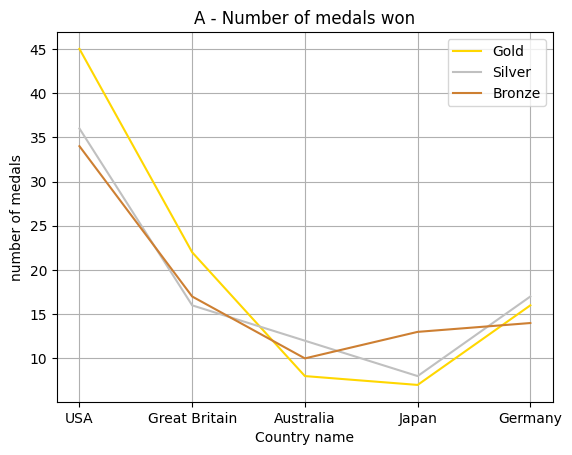 A - Number of medals won
Gold
Silver
Bronze
number of medals
45
40
35
30
25
20
15
10
USA Great Britain Australia Japan Germany
Country name